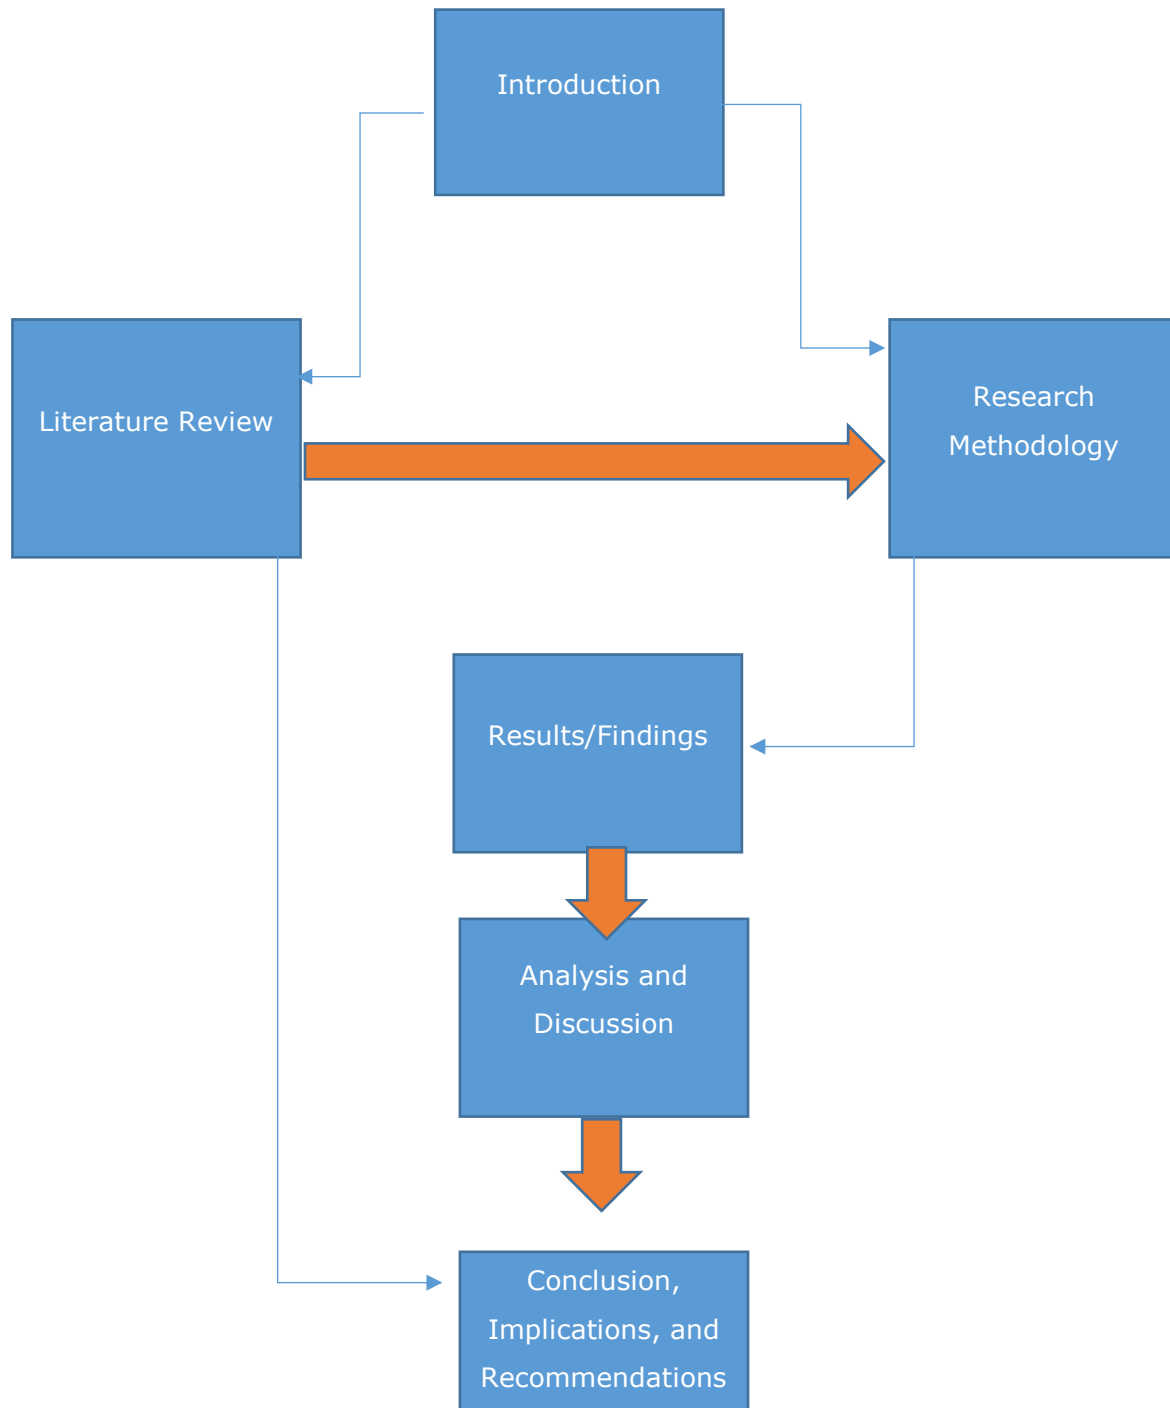 Introduction
Literature Review
Research
Methodology
Results/Findings
Analysis and
Discussion
Conclusion,
Implications, and
Recommendations